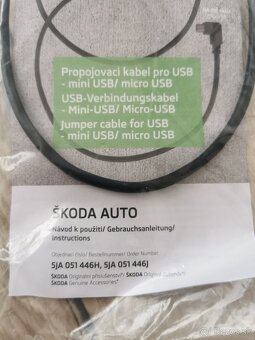 Propojovací kabel pro USB
- mini USB/ micro USB
USB-Verbindungskabel
- Mini-USB/ Micro-USB
Jumper cable for USB
- mini USB/ micro USB
ŠKODA AUTO
Návod k použití/ Gebrauchsanleitung/
Instructions
Objednací číslo/ Bestellnummer/ Order Number
5JA 051 446H, 5JA 051 446J
ŠKODA Originální příslušenství®/ ŠKODA Original Zubehör®/
ŠKODA Genuine Accessories®